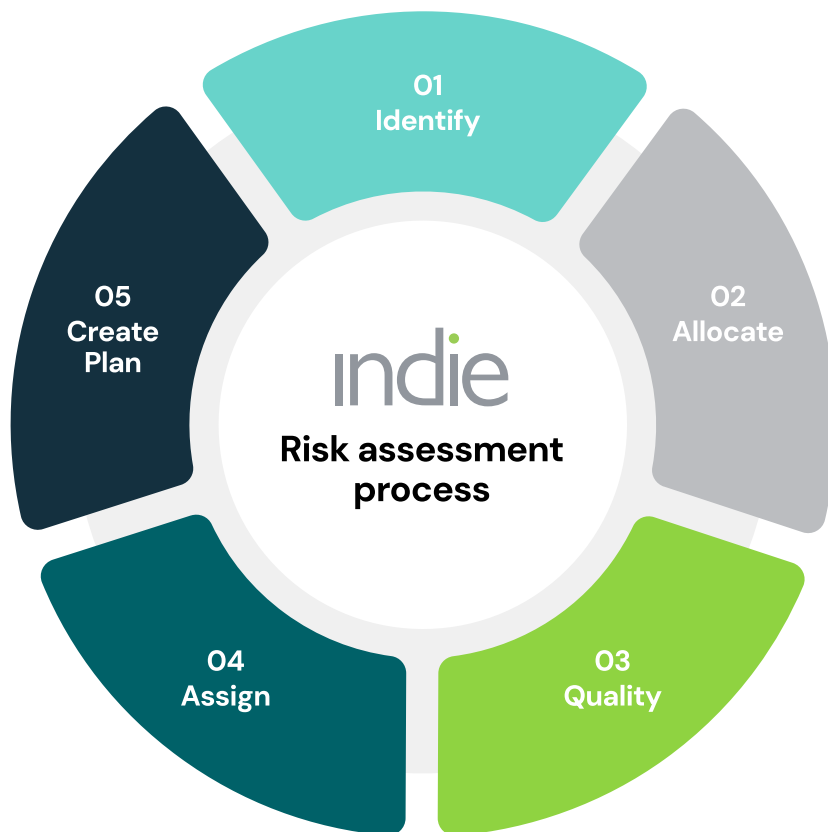 01
Identify
02
Allocate
03
Quality
04
Assign
05
Create
Plan
indie
Risk assessment
process